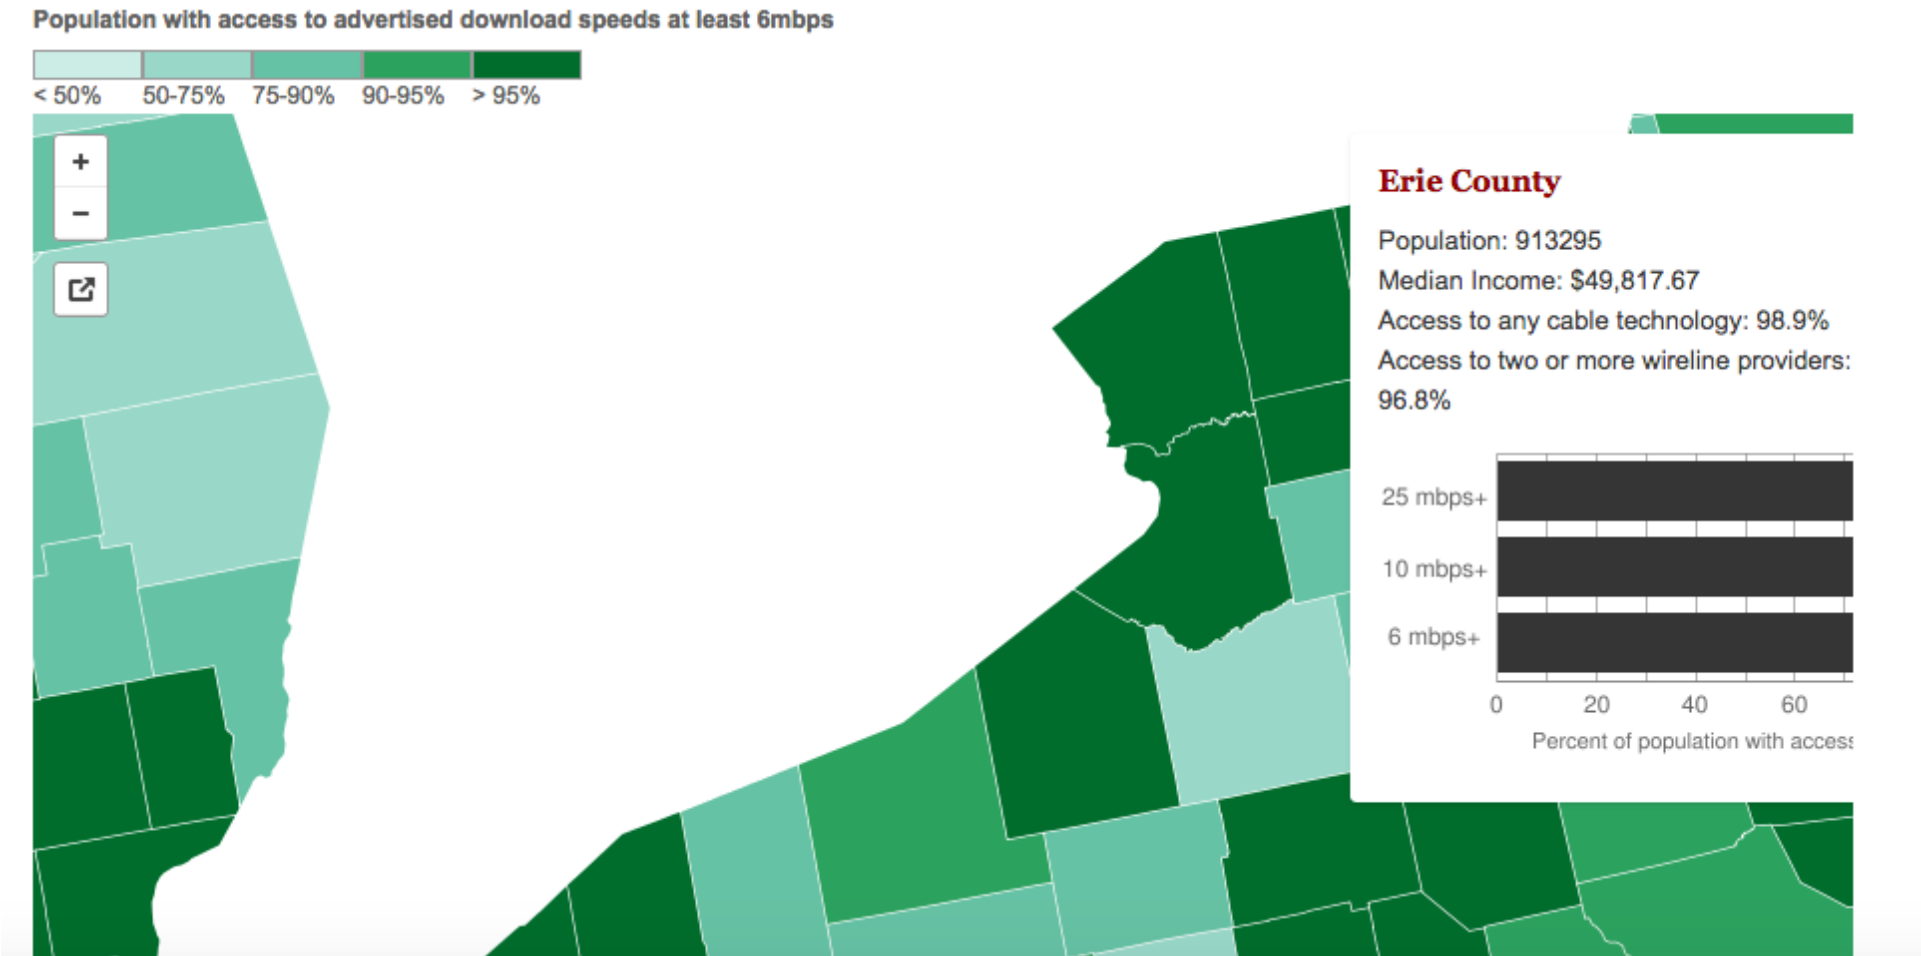 Population with access to advertised download speeds at least 6mbps
< 50% 50-75% 75-90% 90-95% > 95%
+
−
Erie County
Population: 913295
Median Income: $49,817.67
Access to any cable technology: 98.9%
Access to two or more wireline providers:
96.8%
25 mbps+
10 mbps+
6 mbps+
0 20 40 60
Percent of population with access